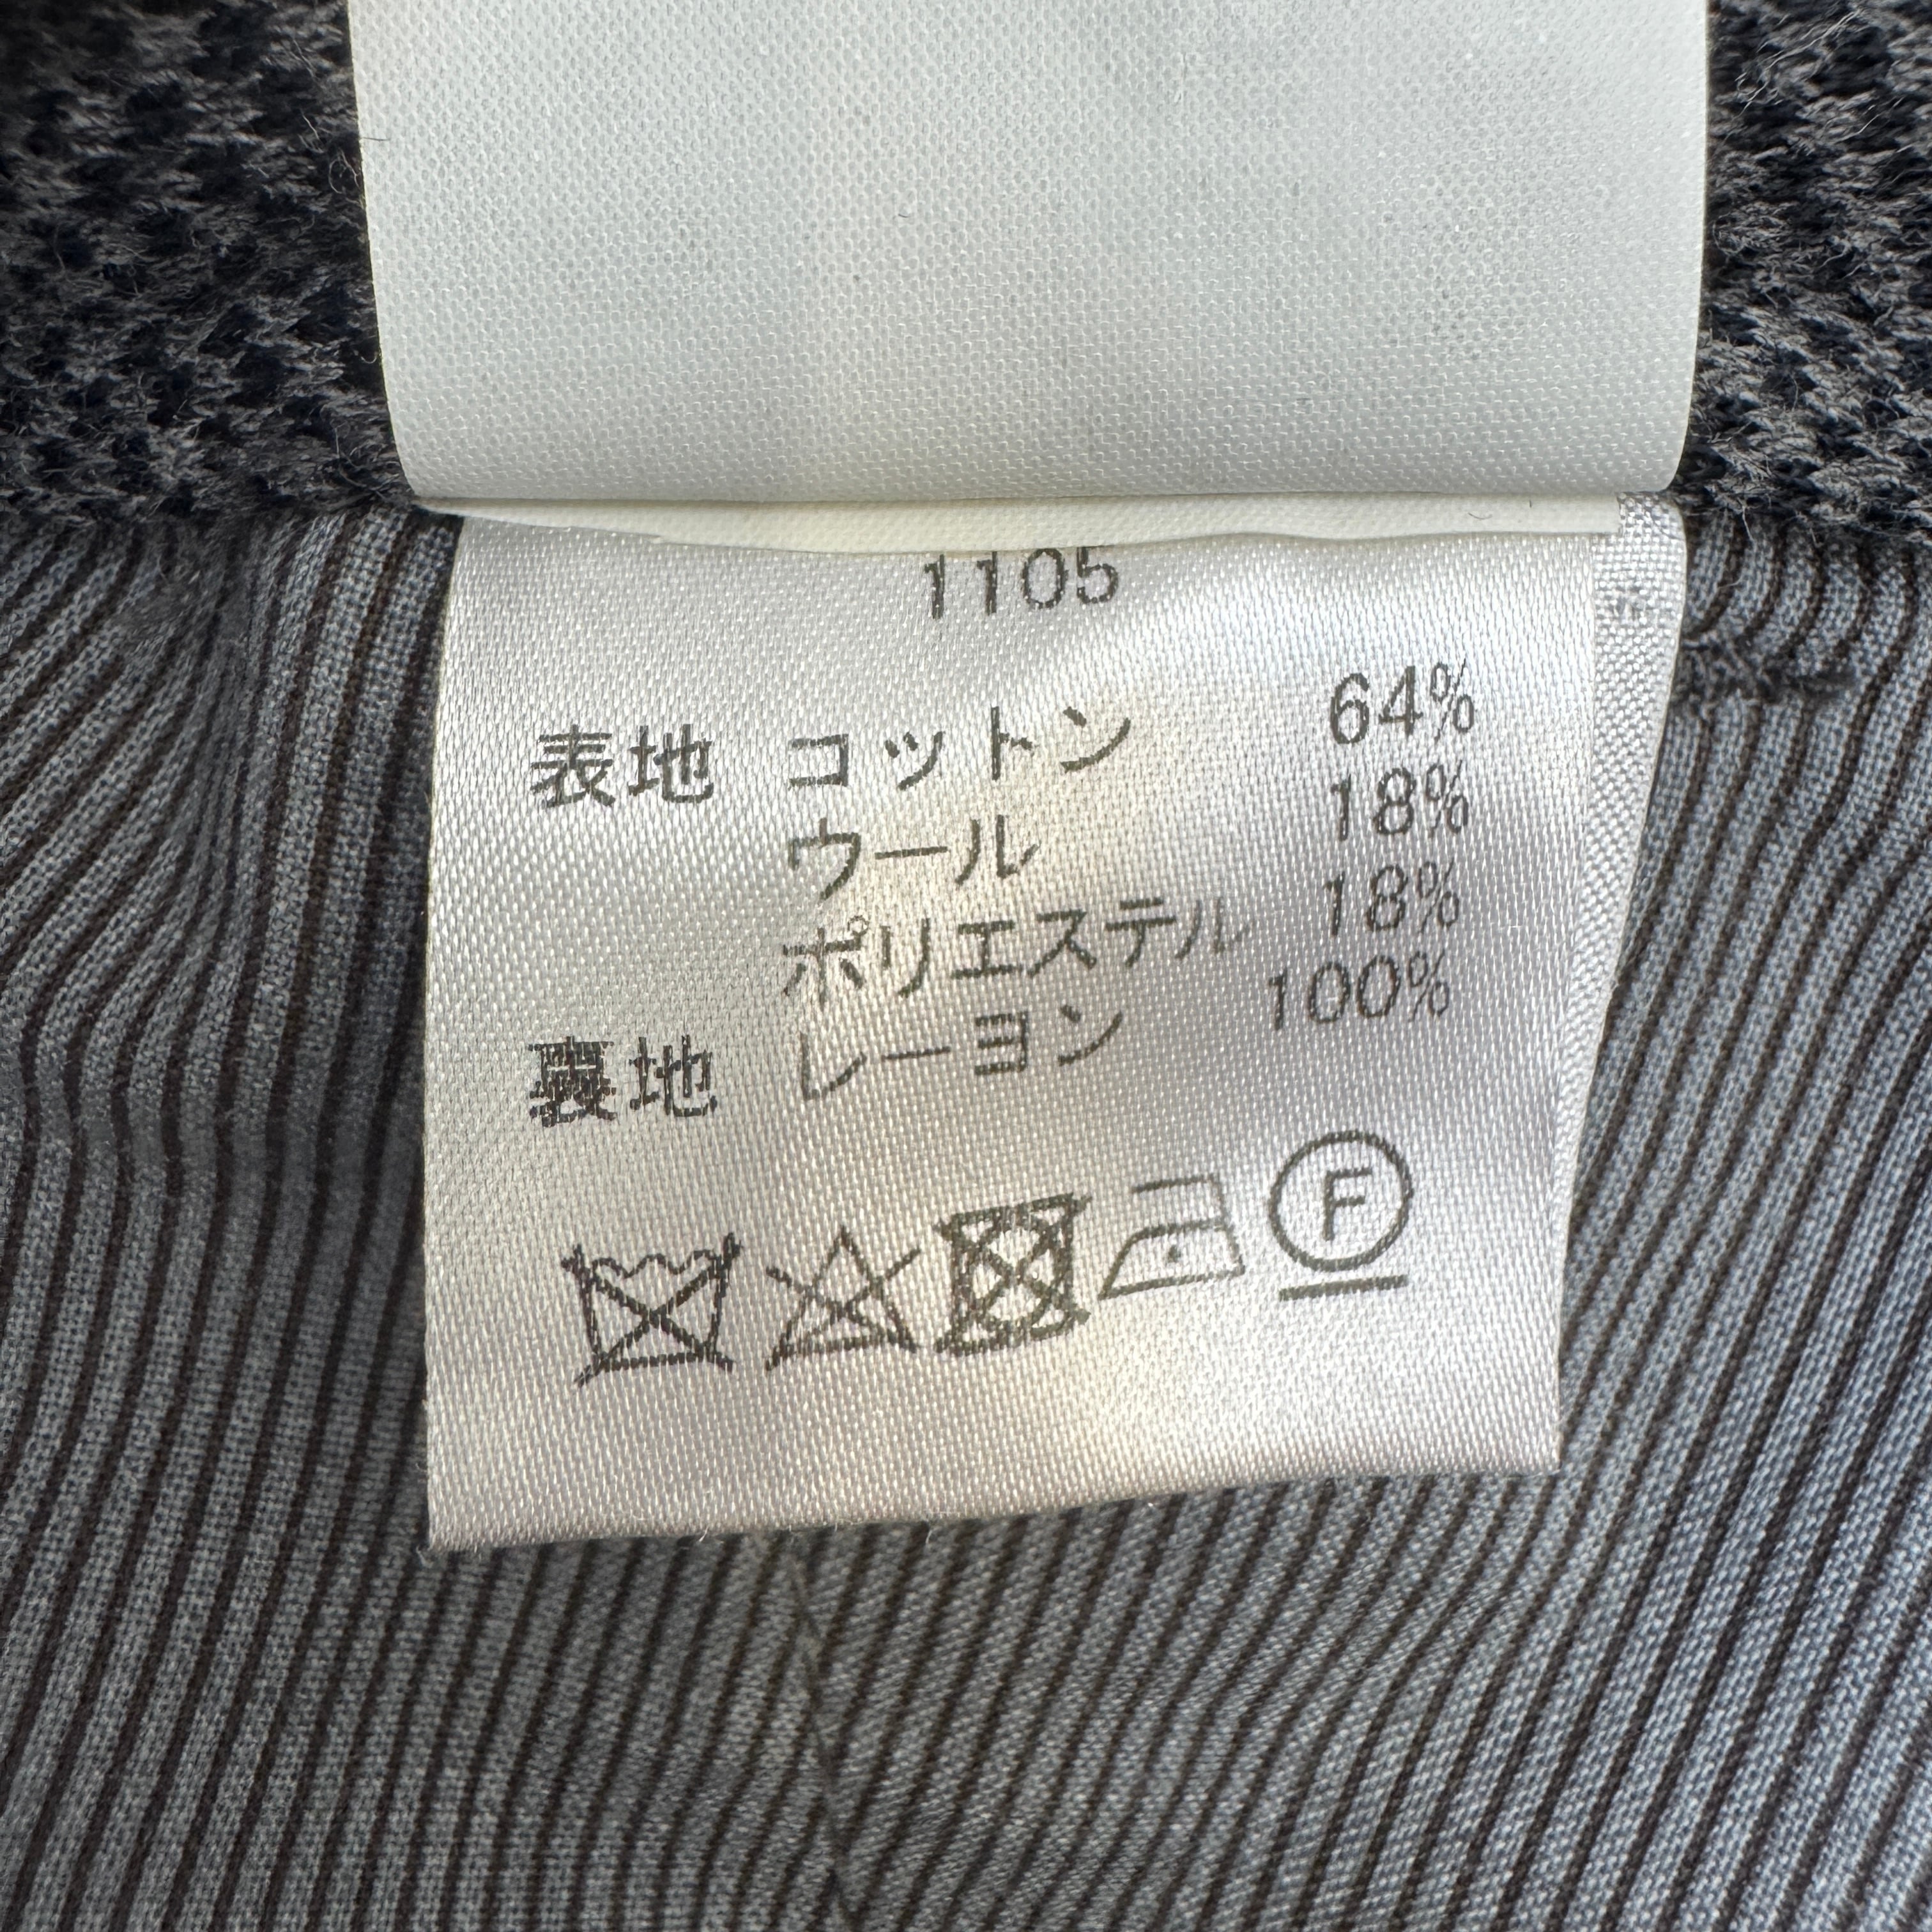 1105
表地 コットン 64%
ウール 18%
ポリエステル 18%
裏地 レーヨン 100%
F